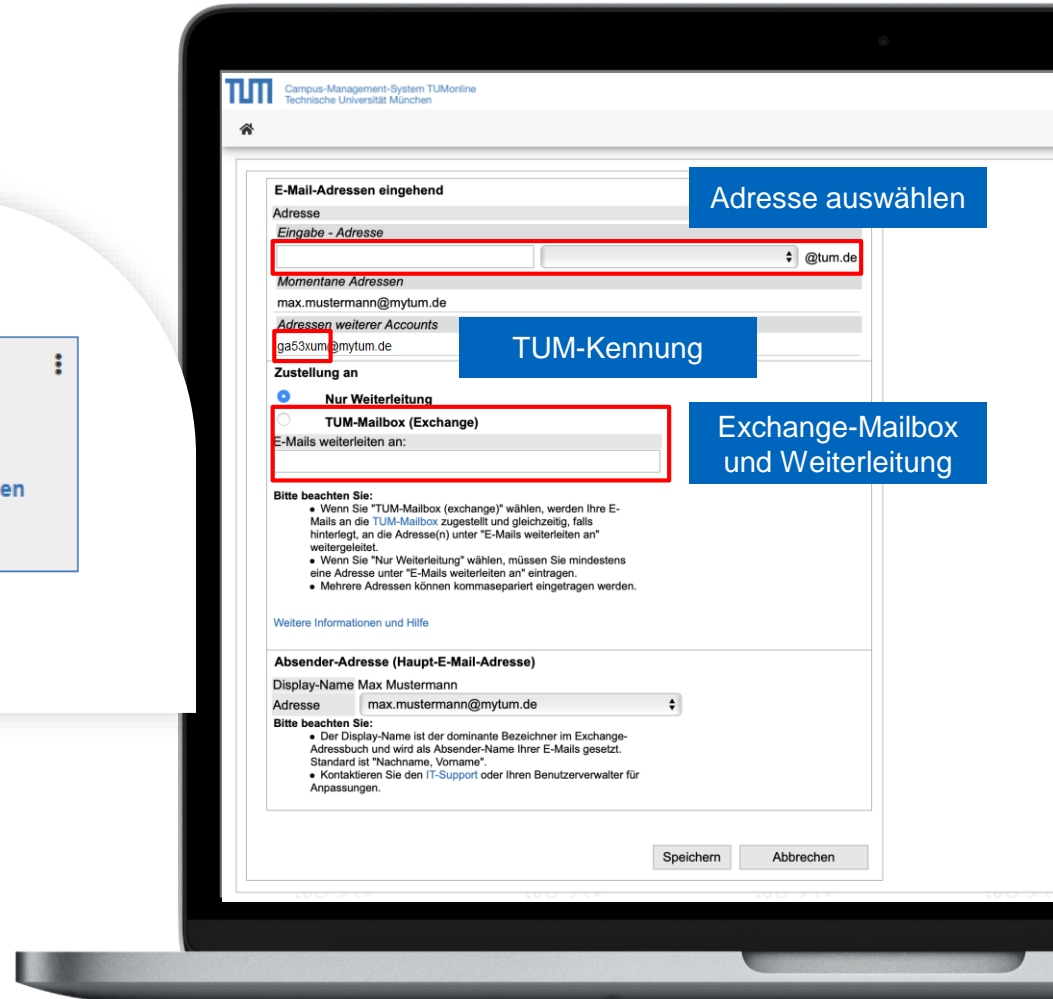 TUM
Campus-Management-System TUMonline
Technische Universität München
E-Mail-Adressen eingehend
Adresse auswählen
Adresse
Eingabe - Adresse
@tum.de
Momentane Adressen
max.mustermann@mytum.de
Adressen weiterer Accounts
ga53xum@mytum.de
TUM-Kennung
Zustellung an
Nur Weiterleitung
TUM-Mailbox (Exchange)
E-Mails weiterleiten an:
Exchange-Mailbox
und Weiterleitung
en
Bitte beachten Sie:
• Wenn Sie "TUM-Mailbox (exchange)" wählen, werden Ihre E-
Mails an die TUM-Mailbox zugestellt und gleichzeitig, falls
hinterlegt, an die Adresse(n) unter "E-Mails weiterleiten an"
weitergeleitet.
• Wenn Sie "Nur Weiterleitung" wählen, müssen Sie mindestens
eine Adresse unter "E-Mails weiterleiten an" eintragen.
• Mehrere Adressen können kommasepariert eingetragen werden.
Weitere Informationen und Hilfe
Absender-Adresse (Haupt-E-Mail-Adresse)
Display-Name Max Mustermann
Adresse max.mustermann@mytum.de
Bitte beachten Sie:
• Der Display-Name ist der dominante Bezeichner im Exchange-
Adressbuch und wird als Absender-Name Ihrer E-Mails gesetzt.
Standard ist "Nachname, Vorname".
• Kontaktieren Sie den IT-Support oder Ihren Benutzerverwalter für
Anpassungen.
Speichern Abbrechen